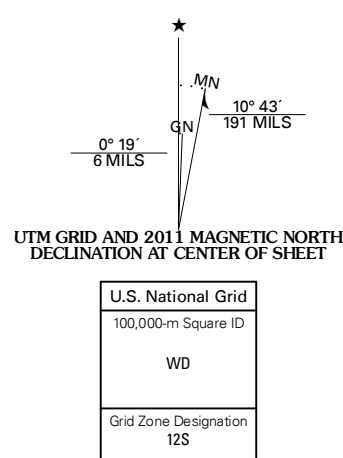 ★
MN
10° 43´
191 MILS
GN
0° 19´
6 MILS
UTM GRID AND 2011 MAGNETIC NORTH
DECLINATION AT CENTER OF SHEET
U.S. National Grid
100,000-m Square ID
WD
Grid Zone Designation
12S